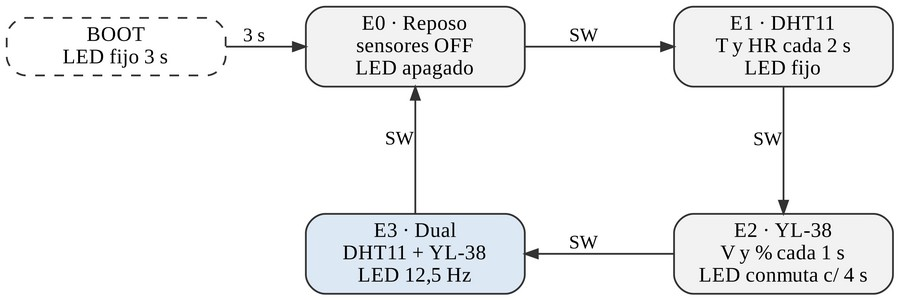 BOOT
LED fijo 3 s
3 s
E0 · Reposo
sensores OFF
LED apagado
SW
E1 · DHT11
T y HR cada 2 s
LED fijo
SW
SW
E3 · Dual
DHT11 + YL-38
LED 12,5 Hz
SW
E2 · YL-38
V y % cada 1 s
LED conmuta c/ 4 s